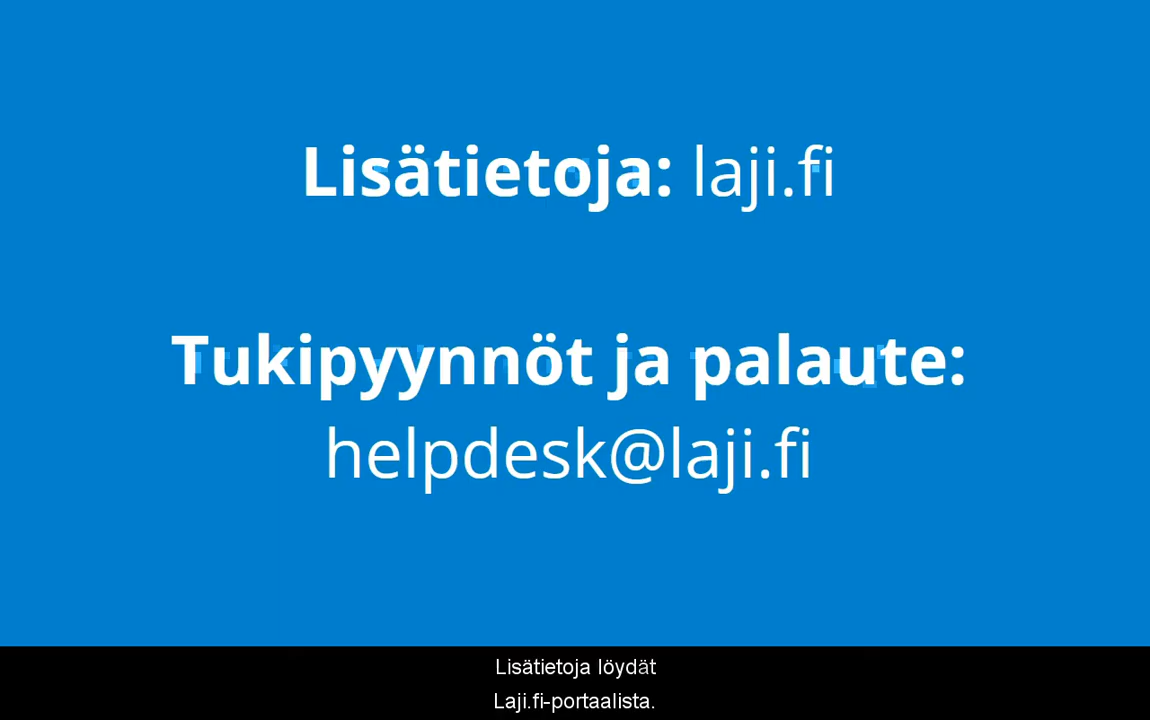 Lisätietoja: laji.fi
Tukipyynnöt ja palaute:
helpdesk@laji.fi
Lisätietoja löydät
Laji.fi-portaalista.